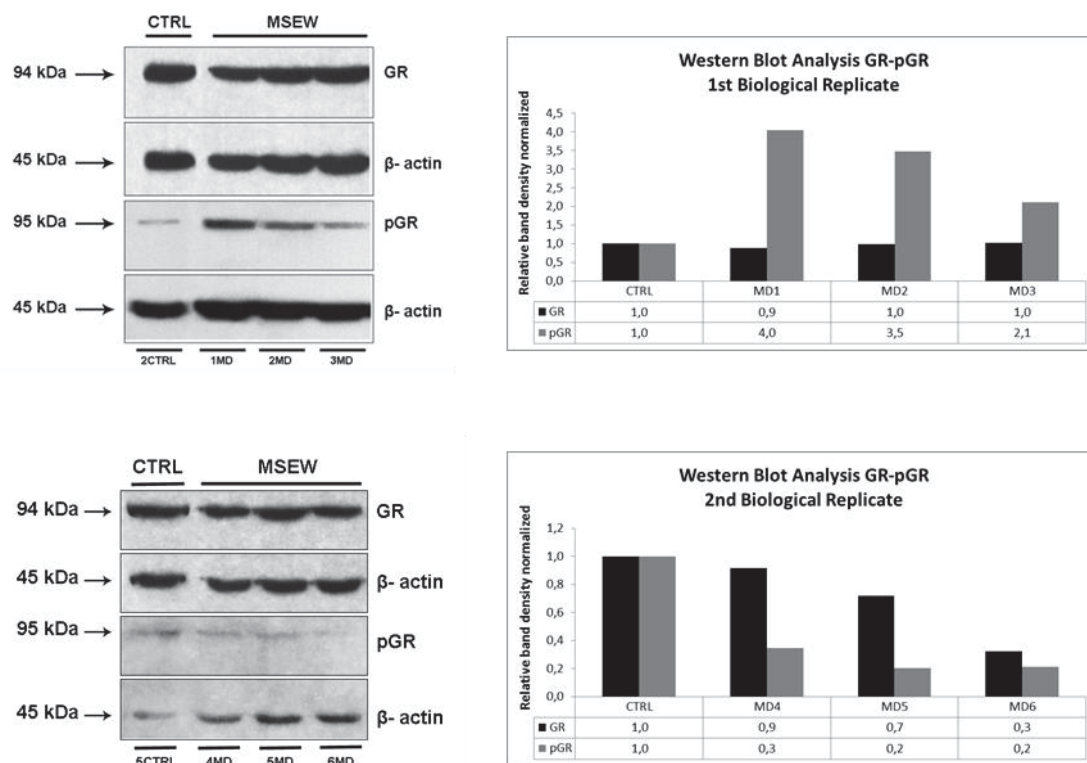 CTRL MSEW
94 kDa GR
45 kDa β- actin
95 kDa pGR
45 kDa β- actin
2CTRL 1MD 2MD 3MD
Western Blot Analysis GR-pGR
1st Biological Replicate
Relative band density normalized
4,5
4,0
3,5
3,0
2,5
2,0
1,5
1,0
0,5
0,0
CTRL MD1 MD2 MD3
GR 1,0 0,9 1,0 1,0
pGR 1,0 4,0 3,5 2,1
CTRL MSEW
94 kDa GR
45 kDa β- actin
95 kDa pGR
45 kDa β- actin
5CTRL 4MD 5MD 6MD
Western Blot Analysis GR-pGR
2nd Biological Replicate
Relative band density normalized
1,2
1,0
0,8
0,6
0,4
0,2
0,0
CTRL MD4 MD5 MD6
GR 1,0 0,9 0,7 0,3
pGR 1,0 0,3 0,2 0,2